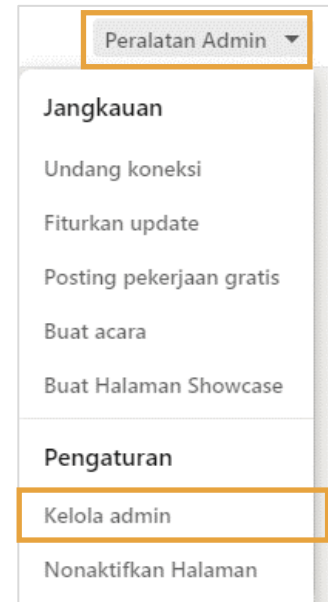 Peralatan Admin
Jangkauan
Undang koneksi
Fiturkan update
Posting pekerjaan gratis
Buat acara
Buat Halaman Showcase
Pengaturan
Kelola admin
Nonaktifkan Halaman